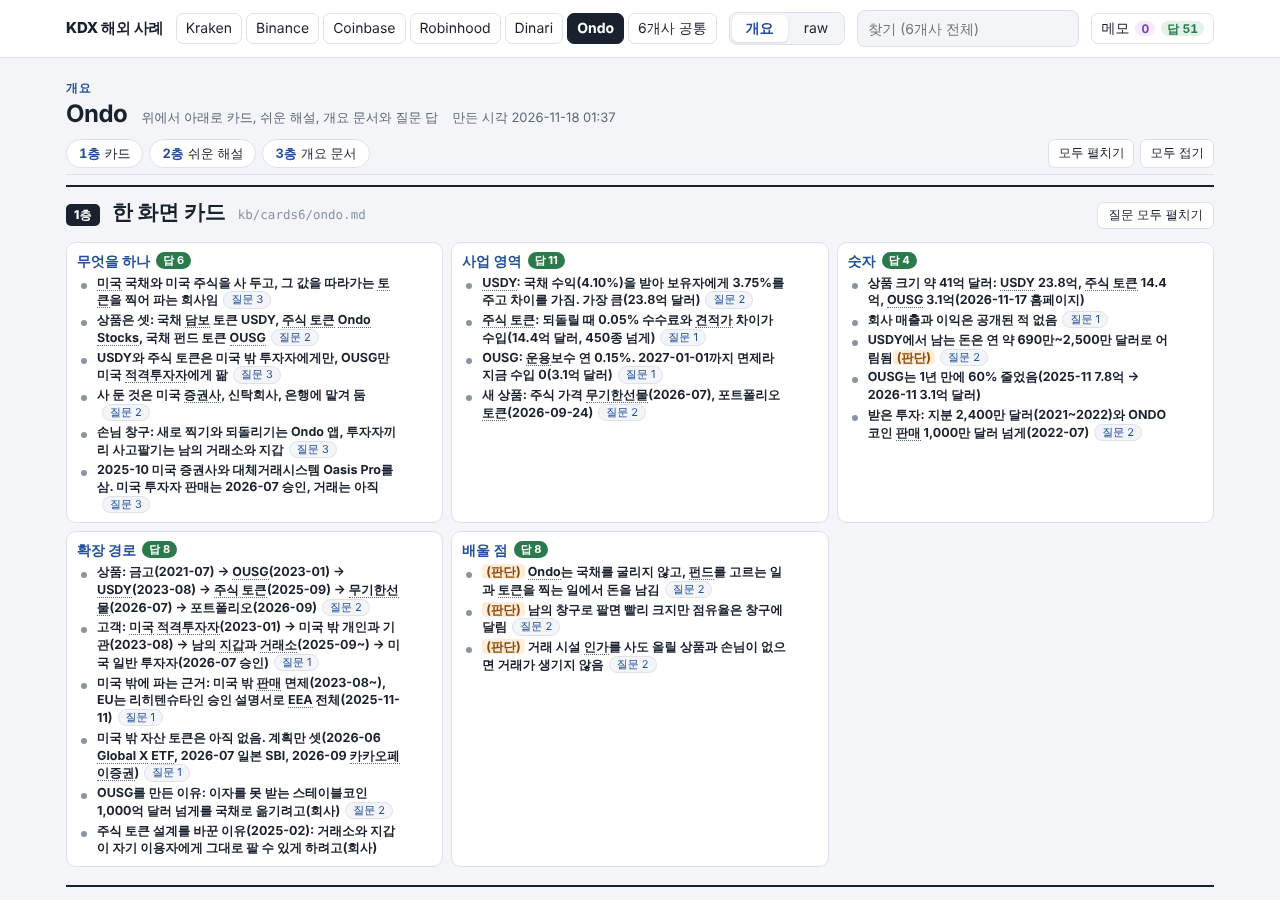 KDX 해외 사례 Kraken Binance Coinbase Robinhood Dinari Ondo 6개사 공통 개요 raw 찾기 (6개사 전체) 메모 0 답 51
개요
Ondo 위에서 아래로 카드, 쉬운 해설, 개요 문서와 질문 답 만든 시각 2026-11-18 01:37
1층 카드 2층 쉬운 해설 3층 개요 문서 모두 펼치기 모두 접기
1층 한 화면 카드 kb/cards6/ondo.md 질문 모두 펼치기
무엇을 하나 답 6
미국 국채와 미국 주식을 사 두고, 그 값을 따라가는 토
큰을 찍어 파는 회사임 질문 3
상품은 셋: 국채 담보 토큰 USDY, 주식 토큰 Ondo
Stocks, 국채 펀드 토큰 OUSG 질문 2
USDY와 주식 토큰은 미국 밖 투자자에게만, OUSG만
미국 적격투자자에게 팖 질문 3
사 둔 것은 미국 증권사, 신탁회사, 은행에 맡겨 둠
질문 2
손님 창구: 새로 찍기와 되돌리기는 Ondo 앱, 투자자끼
리 사고팔기는 남의 거래소와 지갑 질문 3
2025-10 미국 증권사와 대체거래시스템 Oasis Pro를
삼. 미국 투자자 판매는 2026-07 승인, 거래는 아직
질문 3
사업 영역 답 11
USDY: 국채 수익(4.10%)을 받아 보유자에게 3.75%를
주고 차이를 가짐. 가장 큼(23.8억 달러) 질문 2
주식 토큰: 되돌릴 때 0.05% 수수료와 견적가 차이가
수입(14.4억 달러, 450종 넘게) 질문 1
OUSG: 운용보수 연 0.15%. 2027-01-01까지 면제라
지금 수입 0(3.1억 달러) 질문 1
새 상품: 주식 가격 무기한선물(2026-07), 포트폴리오
토큰(2026-09-24) 질문 2
숫자 답 4
상품 크기 약 41억 달러: USDY 23.8억, 주식 토큰 14.4
억, OUSG 3.1억(2026-11-17 홈페이지)
회사 매출과 이익은 공개된 적 없음 질문 1
USDY에서 남는 돈은 연 약 690만~2,500만 달러로 어
림됨 (판단) 질문 2
OUSG는 1년 만에 60% 줄었음(2025-11 7.8억 →
2026-11 3.1억 달러)
받은 투자: 지분 2,400만 달러(2021~2022)와 ONDO
코인 판매 1,000만 달러 넘게(2022-07) 질문 2
확장 경로 답 8
상품: 금고(2021-07) → OUSG(2023-01) →
USDY(2023-08) → 주식 토큰(2025-09) → 무기한선
물(2026-07) → 포트폴리오(2026-09) 질문 2
고객: 미국 적격투자자(2023-01) → 미국 밖 개인과 기
관(2023-08) → 남의 지갑과 거래소(2025-09~) → 미
국 일반 투자자(2026-07 승인) 질문 1
미국 밖에 파는 근거: 미국 밖 판매 면제(2023-08~),
EU는 리히텐슈타인 승인 설명서로 EEA 전체(2025-11-
11) 질문 1
미국 밖 자산 토큰은 아직 없음. 계획만 셋(2026-06
Global X ETF, 2026-07 일본 SBI, 2026-09 카카오페
이증권) 질문 1
OUSG를 만든 이유: 이자를 못 받는 스테이블코인
1,000억 달러 넘게를 국채로 옮기려고(회사) 질문 2
주식 토큰 설계를 바꾼 이유(2025-02): 거래소와 지갑
이 자기 이용자에게 그대로 팔 수 있게 하려고(회사)
배울 점 답 8
(판단) Ondo는 국채를 굴리지 않고, 펀드를 고르는 일
과 토큰을 찍는 일에서 돈을 남김 질문 2
(판단) 남의 창구로 팔면 빨리 크지만 점유율은 창구에
달림 질문 2
(판단) 거래 시설 인가를 사도 올릴 상품과 손님이 없으
면 거래가 생기지 않음 질문 2